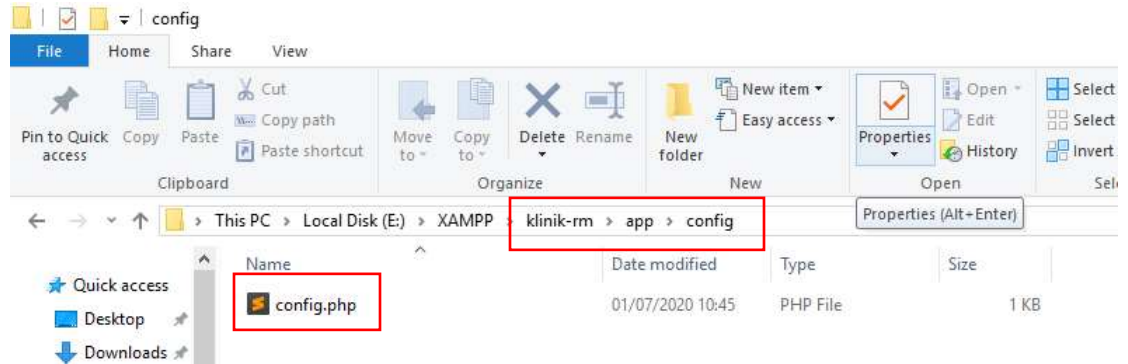 config
File Home Share View
Pin to Quick access
Copy
Paste
Cut
Copy path
Paste shortcut
Clipboard
Move to
Copy to
Delete
Rename
Organize
New folder
New item
Easy access
New
Properties
Open
Edit
History
Open
Select
Select
Invert
This PC > Local Disk (E:) > XAMPP > klinik-rm > app > config
Properties (Alt+Enter)
Name Date modified Type Size
Quick access
config.php 01/07/2020 10:45 PHP File 1 KB
Desktop
Downloads